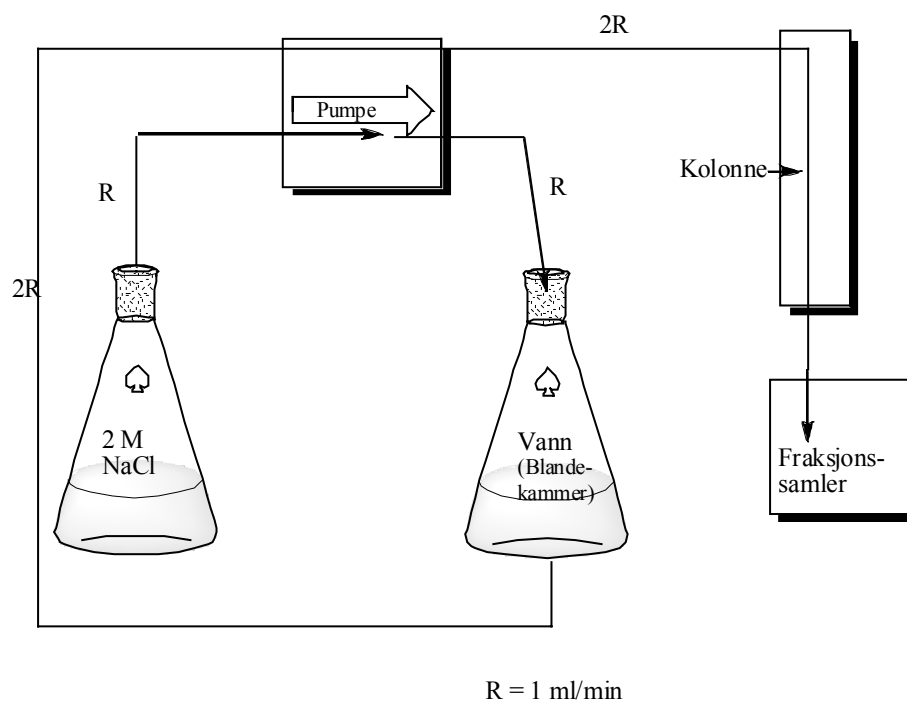 2R
Pumpe
Kolonne
R
R
2R
2 M
NaCl
Vann
(Blande-
kammer)
Fraksjons-
samler
R = 1 ml/min